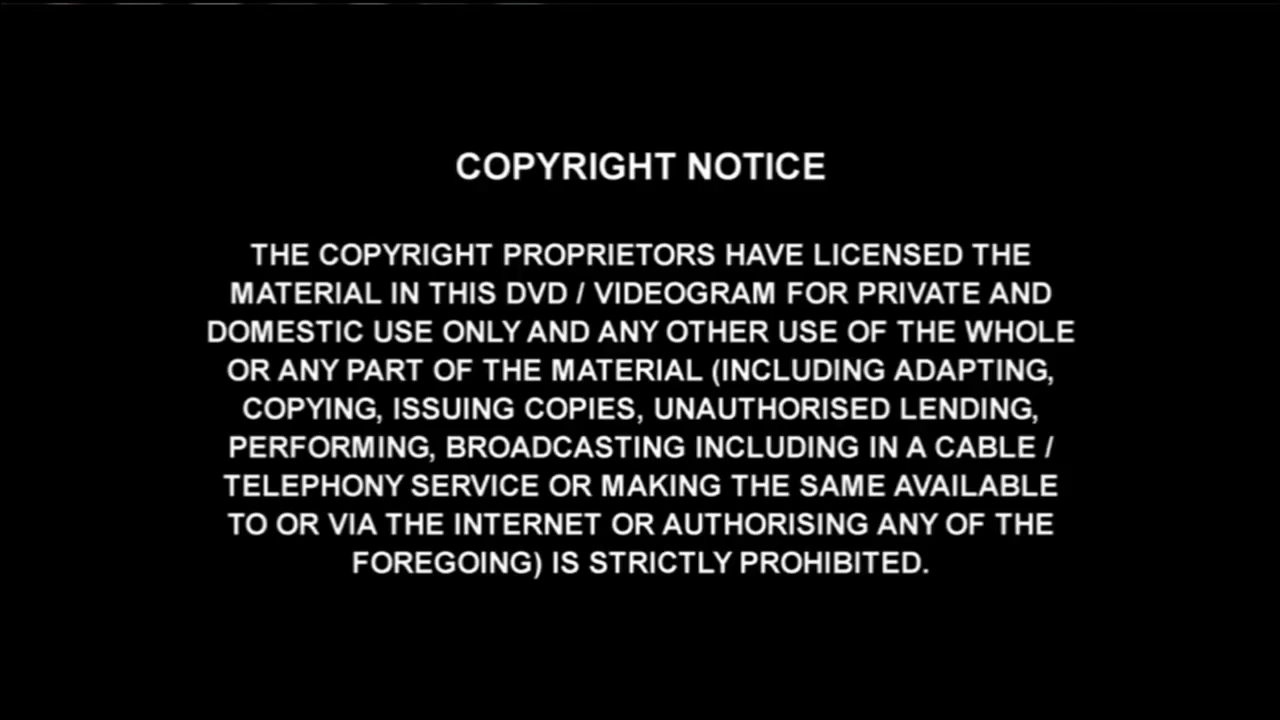 COPYRIGHT NOTICE
THE COPYRIGHT PROPRIETORS HAVE LICENSED THE
MATERIAL IN THIS DVD / VIDEOGRAM FOR PRIVATE AND
DOMESTIC USE ONLY AND ANY OTHER USE OF THE WHOLE
OR ANY PART OF THE MATERIAL (INCLUDING ADAPTING,
COPYING, ISSUING COPIES, UNAUTHORISED LENDING,
PERFORMING, BROADCASTING INCLUDING IN A CABLE /
TELEPHONY SERVICE OR MAKING THE SAME AVAILABLE
TO OR VIA THE INTERNET OR AUTHORISING ANY OF THE
FOREGOING) IS STRICTLY PROHIBITED.